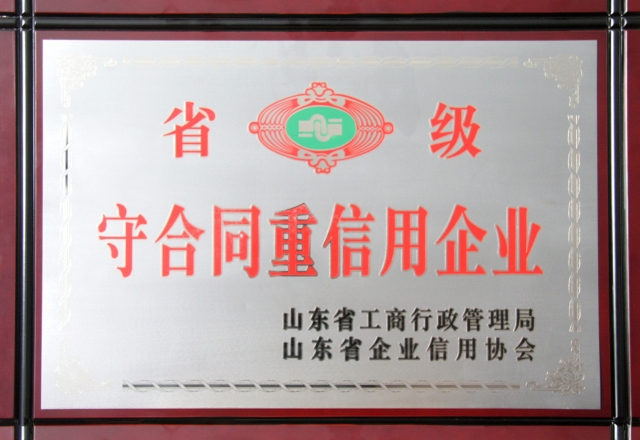 省 级
守合同重信用企业
山东省工商行政管理局
山东省企业信用协会